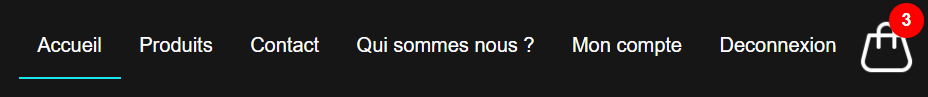 Accueil Produits Contact Qui sommes nous ? Mon compte Deconnexion 3